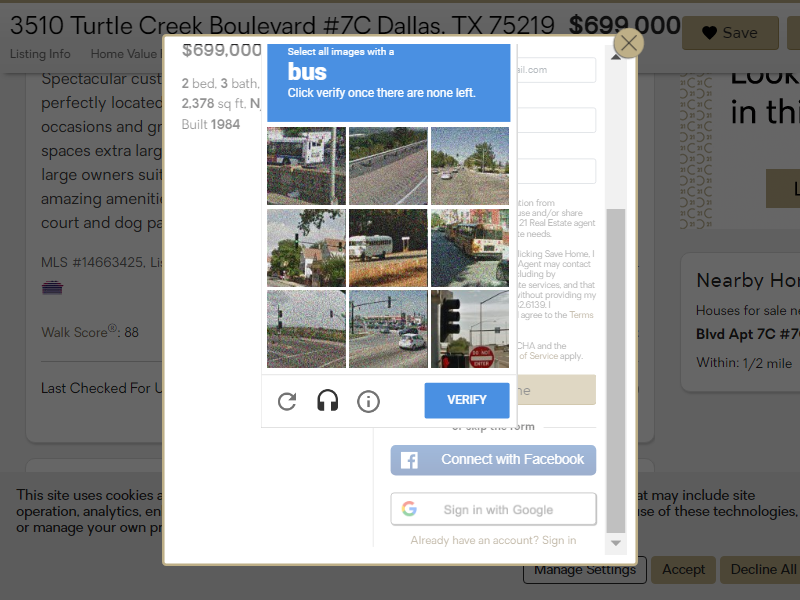 3510 Turtle Creek Boulevard #7C Dallas, TX 75219 $699,000
Save
Listing Info Home Value
$699,000
2 bed, 3 bath,
2,378 sq ft,
Built 1984
Select all images with a
bus
Click verify once there are none left.
VERIFY
ail.com
Spectacular cust
perfectly located
occasions and gr
spaces extra larg
large owners suit
amazing ameniti
court and dog pa
MLS #14663425, Li
Walk Score®: 88
Last Checked For U
tion from
use and/or share
21 Real Estate agent
te needs.
licking Save Home, I
Agent may contact
cluding by
te services, and that
without providing my
I
agree to the Terms
CHA and the
of Service apply.
or skip the form
Connect with Facebook
Sign in with Google
Already have an account? Sign in
DO NOT
ENTER
Look
in thi
Nearby Ho
Houses for sale ne
Blvd Apt 7C #7
Within: 1/2 mile
This site uses cookies a
operation, analytics, en
or manage your own pr
at may include site
se of these technologies,
Manage Settings Accept Decline All